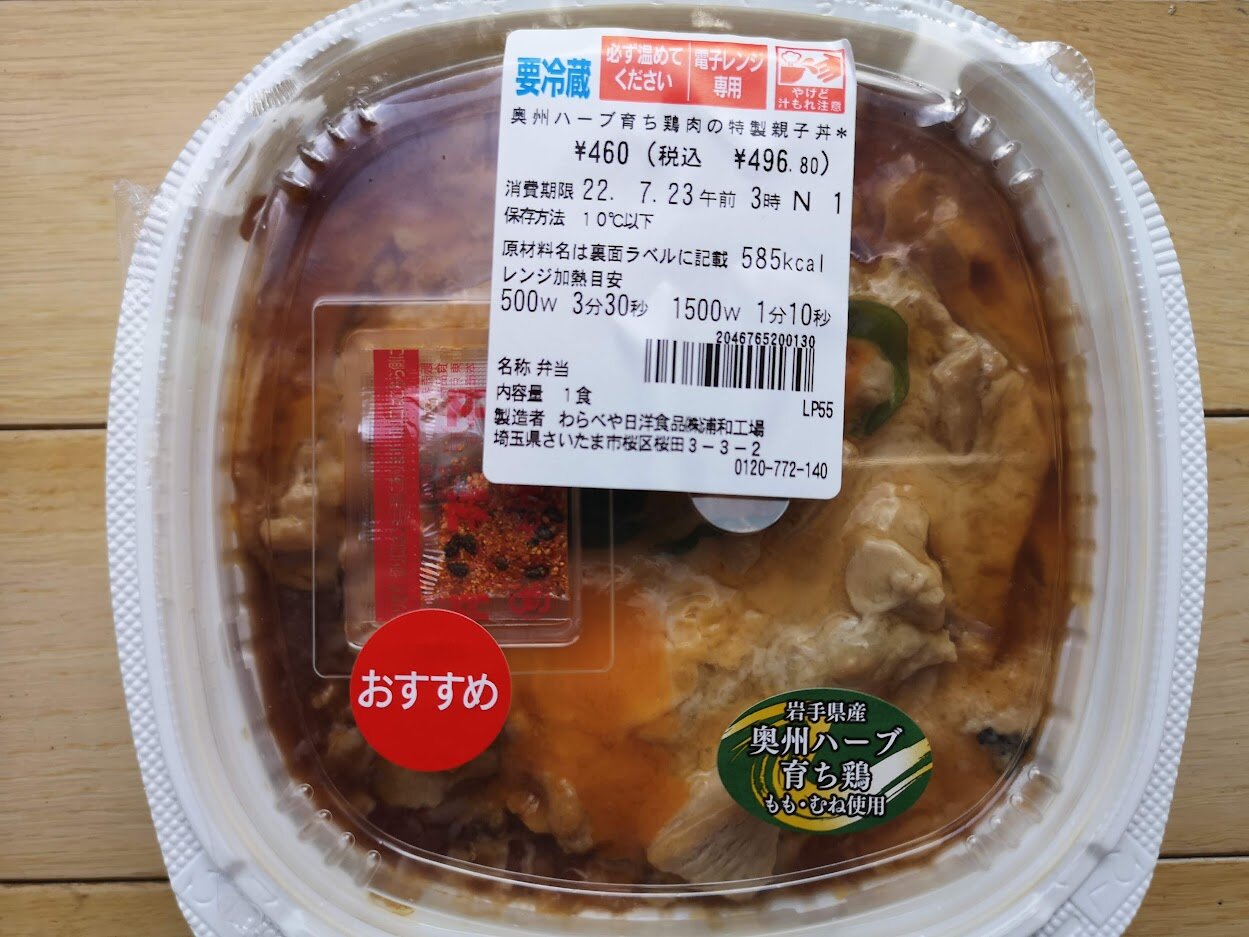 要冷蔵
必ず温めて
ください
電子レンジ
専用
やけど
汁もれ注意
奥州ハーブ育ち鶏肉の特製親子丼*
¥460 (税込 ¥496.80)
消費期限 22. 7.23午前 3時 N 1
保存方法 10℃以下
原材料名は裏面ラベルに記載 585kcal
レンジ加熱目安
500W 3分30秒 1500W 1分10秒
2046765200130
名称 弁当
内容量 1食
LP55
製造者 わらべや日洋食品㈱浦和工場
埼玉県さいたま市桜区桜田3-3-2
0120-772-140
おすすめ
岩手県産
奥州ハーブ
育ち鶏
もも・むね使用